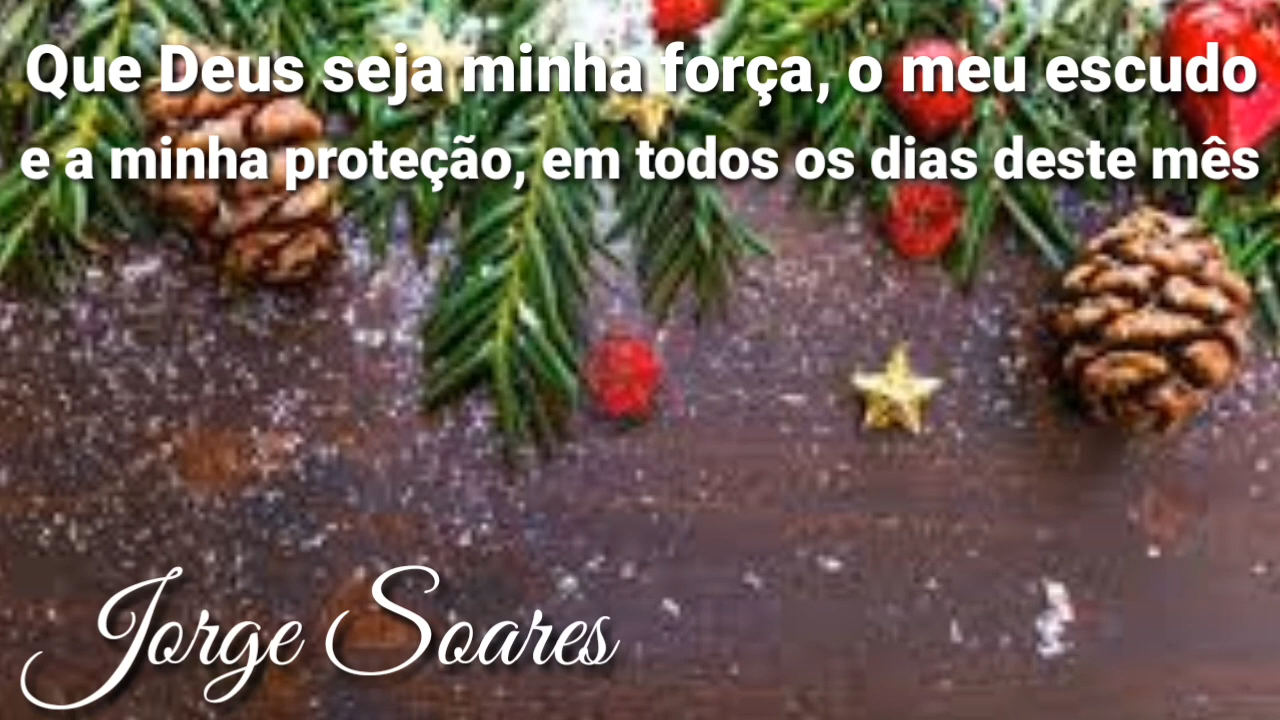 Que Deus seja minha força, o meu escudo
e a minha proteção, em todos os dias deste mês
Jorge Soares